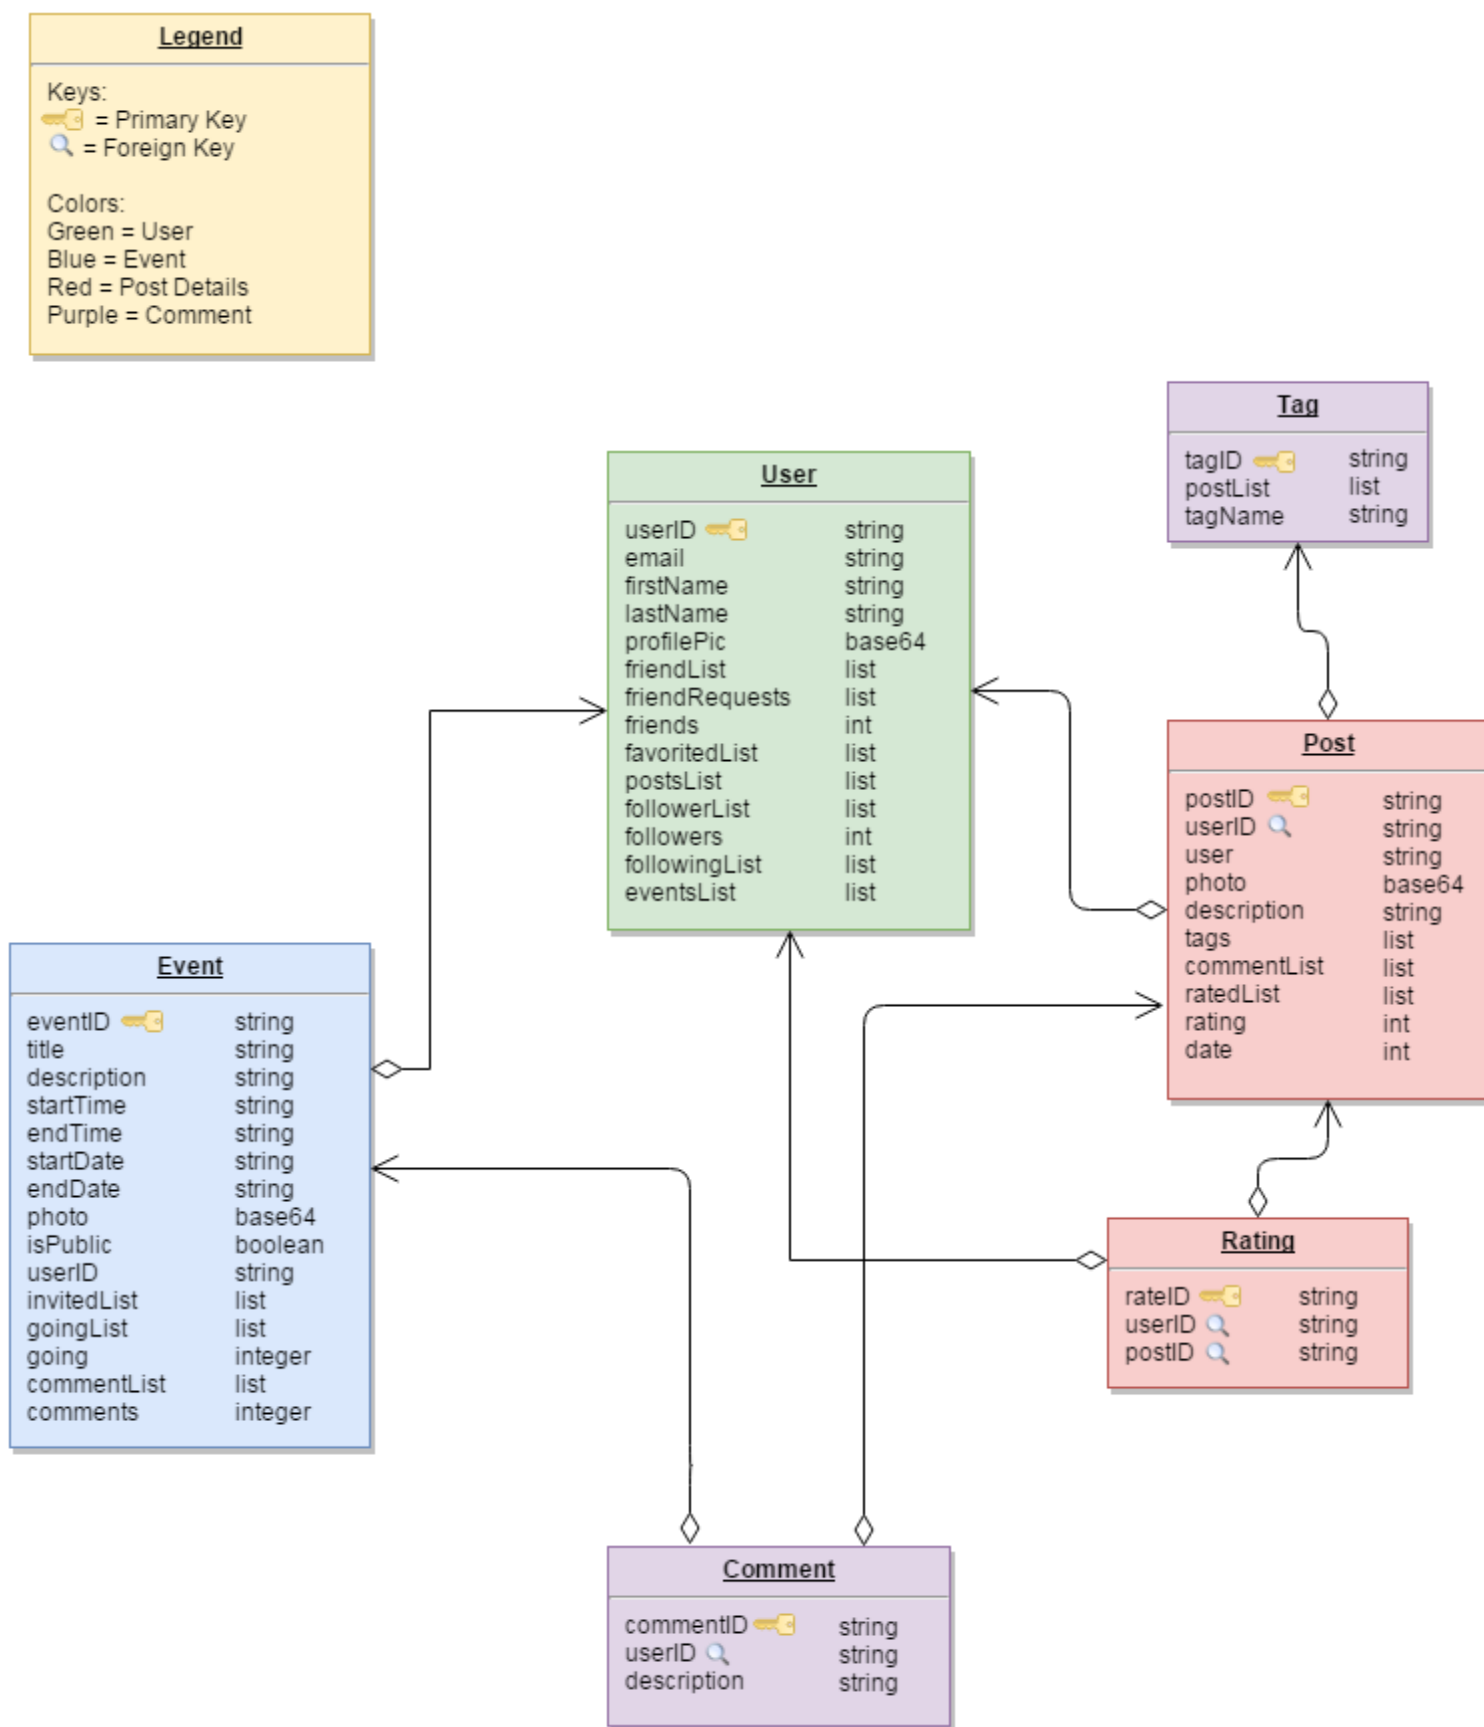 Legend
Keys:
= Primary Key
= Foreign Key
Colors:
Green = User
Blue = Event
Red = Post Details
Purple = Comment
Tag
tagID string
postList list
tagName string
User
userID string
email string
firstName string
lastName string
profilePic base64
friendList list
friendRequests list
friends int
favoritedList list
postsList list
followerList list
followers int
followingList list
eventsList list
Post
postID string
userID string
user string
photo base64
description string
tags list
commentList list
ratedList list
rating int
date int
Event
eventID string
title string
description string
startTime string
endTime string
startDate string
endDate string
photo base64
isPublic boolean
userID string
invitedList list
goingList list
going integer
commentList list
comments integer
Rating
rateID string
userID string
postID string
Comment
commentID string
userID string
description string